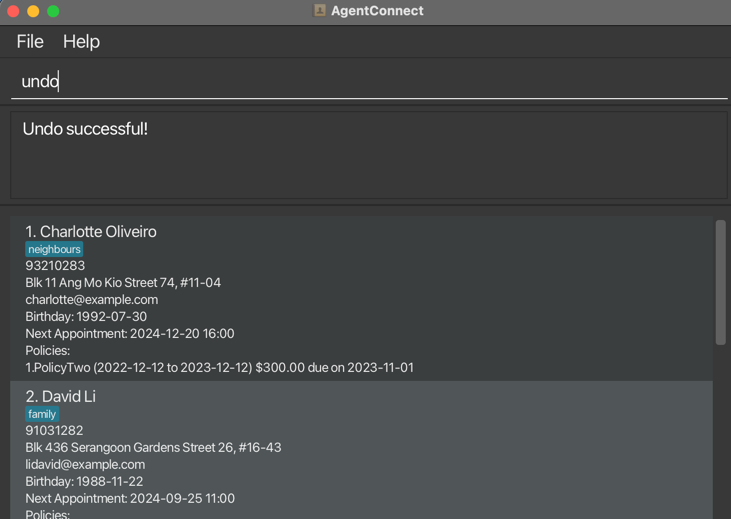 AgentConnect
File Help
undo
Undo successful!
1. Charlotte Oliveiro
neighbours
93210283
Blk 11 Ang Mo Kio Street 74, #11-04
charlotte@example.com
Birthday: 1992-07-30
Next Appointment: 2024-12-20 16:00
Policies:
1.PolicyTwo (2022-12-12 to 2023-12-12) $300.00 due on 2023-11-01
2. David Li
family
91031282
Blk 436 Serangoon Gardens Street 26, #16-43
lidavid@example.com
Birthday: 1988-11-22
Next Appointment: 2024-09-25 11:00
Policies: